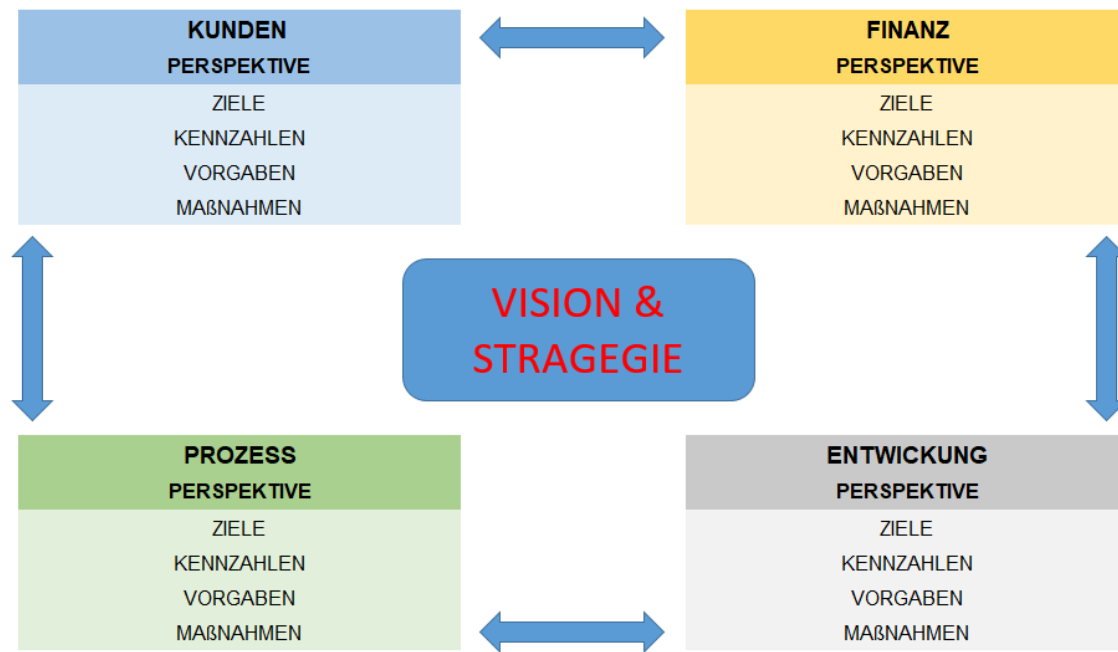 KUNDEN
PERSPEKTIVE
ZIELE
KENNZAHLEN
VORGABEN
MAßNAHMEN
FINANZ
PERSPEKTIVE
ZIELE
KENNZAHLEN
VORGABEN
MAßNAHMEN
VISION &
STRAGEGIE
PROZESS
PERSPEKTIVE
ZIELE
KENNZAHLEN
VORGABEN
MAßNAHMEN
ENTWICKUNG
PERSPEKTIVE
ZIELE
KENNZAHLEN
VORGABEN
MAßNAHMEN